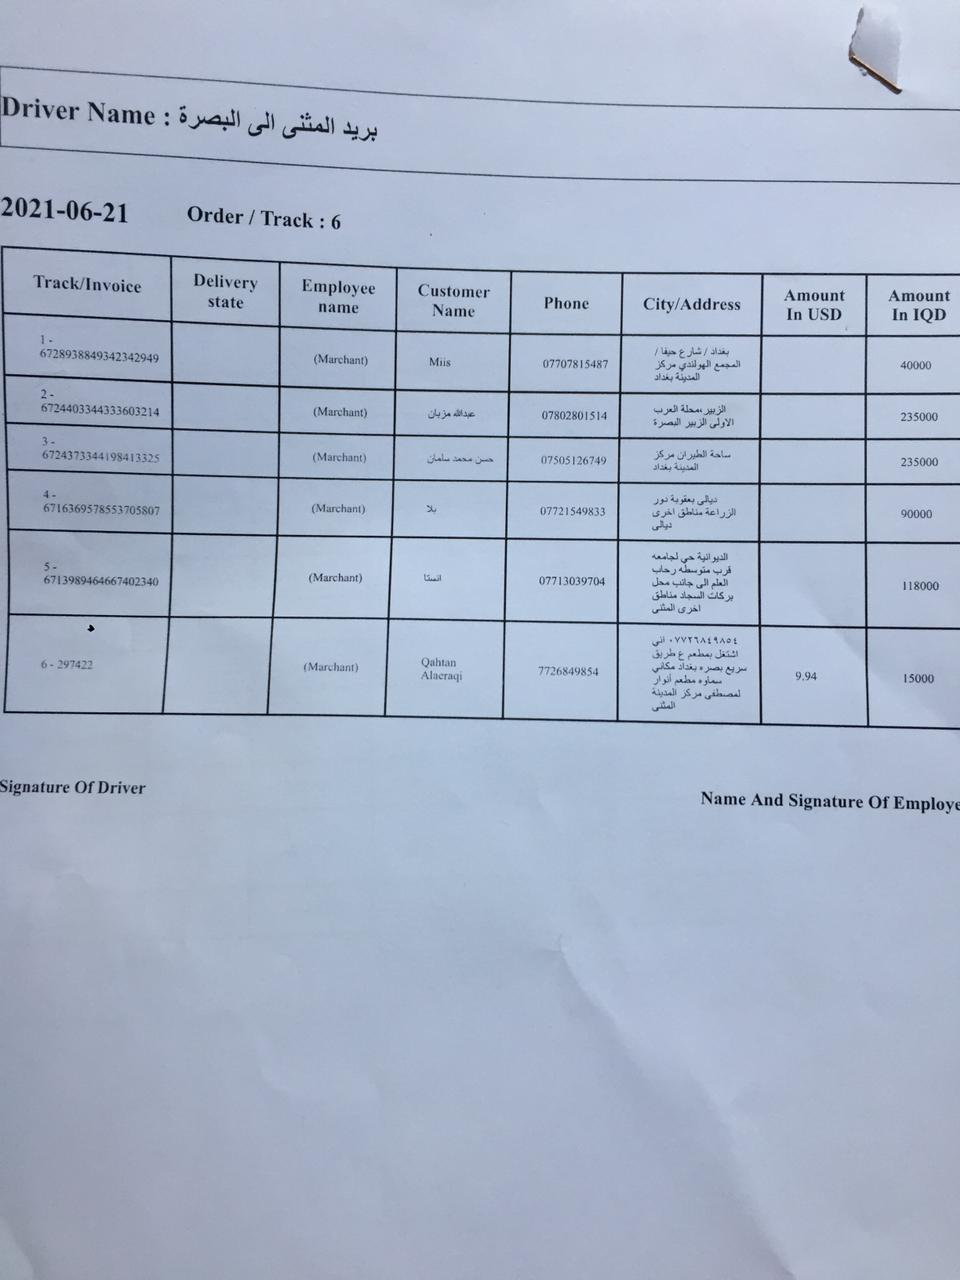 Driver Name : بريد المثنى الى البصرة
2021-06-21 Order / Track : 6
Track/Invoice
Delivery
state
Employee
name
Customer
Name
Phone
City/Address
Amount
In USD
Amount
In IQD
1 -
6728938849342342949
(Marchant)
Miis
07707815487
بغداد / شارع حيفا /
المجمع الهولندي مركز
المدينة بغداد
40000
2 -
6724403344333603214
(Marchant)
عبدالله مزبان
07802801514
الزبير،محلة العرب
الاولى الزبير البصرة
235000
3 -
6724373344198413325
(Marchant)
حسن محمد سلمان
07505126749
ساحة الطيران مركز
المدينة بغداد
235000
4 -
6716369578553705807
(Marchant)
بلا
07721549833
ديالى بعقوبة دور
الزراعة مناطق اخرى
ديالى
90000
5 -
6713989464667402340
(Marchant)
انستا
07713039704
الديوانية حي لجامعه
قرب متوسطه رحاب
العلم الى جانب محل
بركات السجاد مناطق
اخرى المثنى
118000
6 - 297422
(Marchant)
Qahtan
Alaeraqi
7726849854
٠٧٧٢٦٨٤٩٨٥٤ اني
اشتغل بمطعم ع طريق
سريع بصره بغداد مكاني
سماوه مطعم أنوار
لمصطفى مركز المدينة
المثنى
9.94
15000
Signature Of Driver
Name And Signature Of Employe